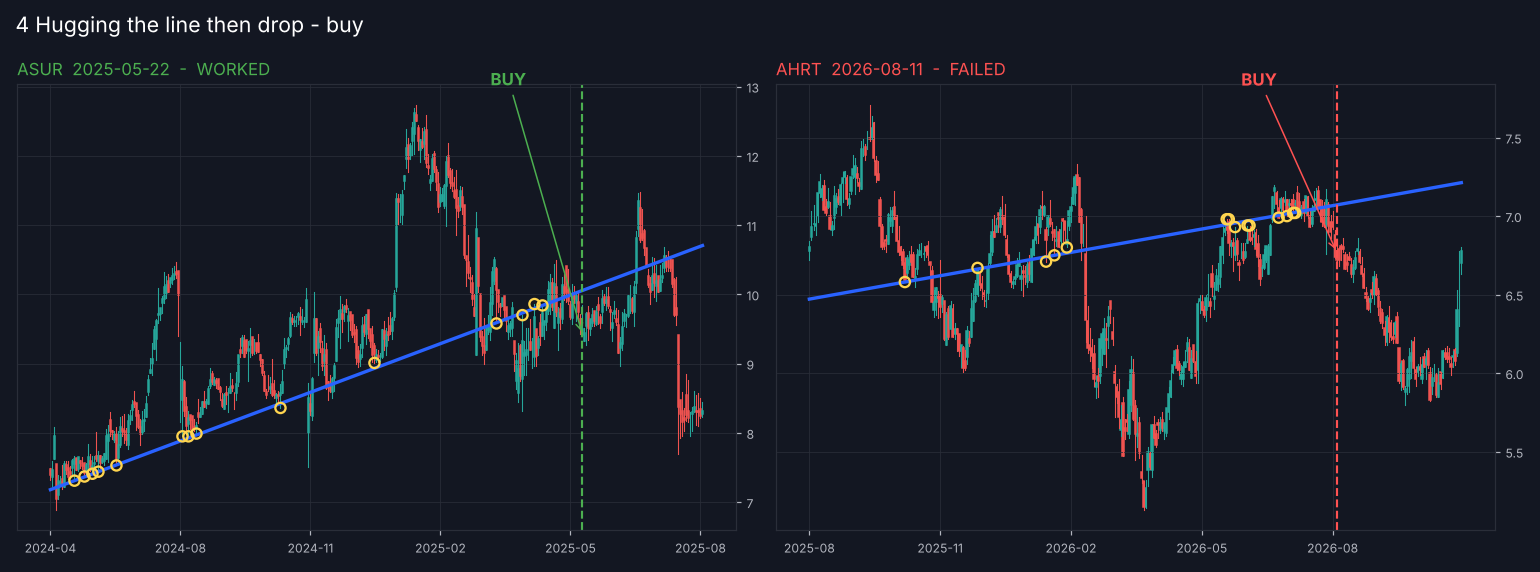 4 Hugging the line then drop - buy
ASUR 2025-05-22 - WORKED
BUY
13
12
11
10
9
8
7
2024-04 2024-08 2024-11 2025-02 2025-05 2025-08
AHRT 2026-08-11 - FAILED
BUY
7.5
7.0
6.5
6.0
5.5
2025-08 2025-11 2026-02 2026-05 2026-08